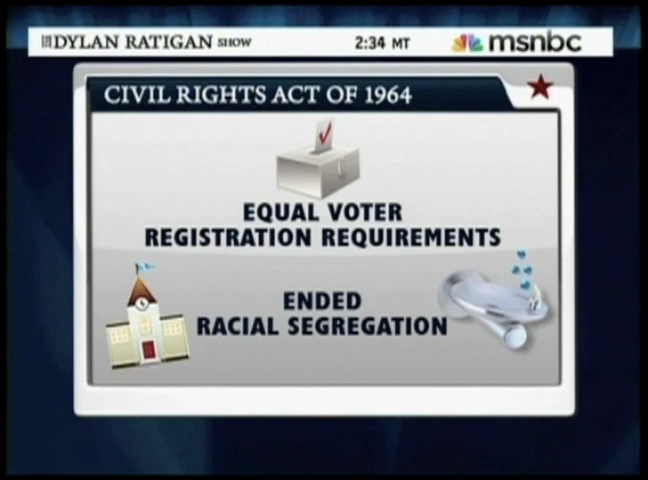 THE DYLAN RATIGAN SHOW
2:34 MT
msnbc
CIVIL RIGHTS ACT OF 1964
EQUAL VOTER
REGISTRATION REQUIREMENTS
ENDED
RACIAL SEGREGATION